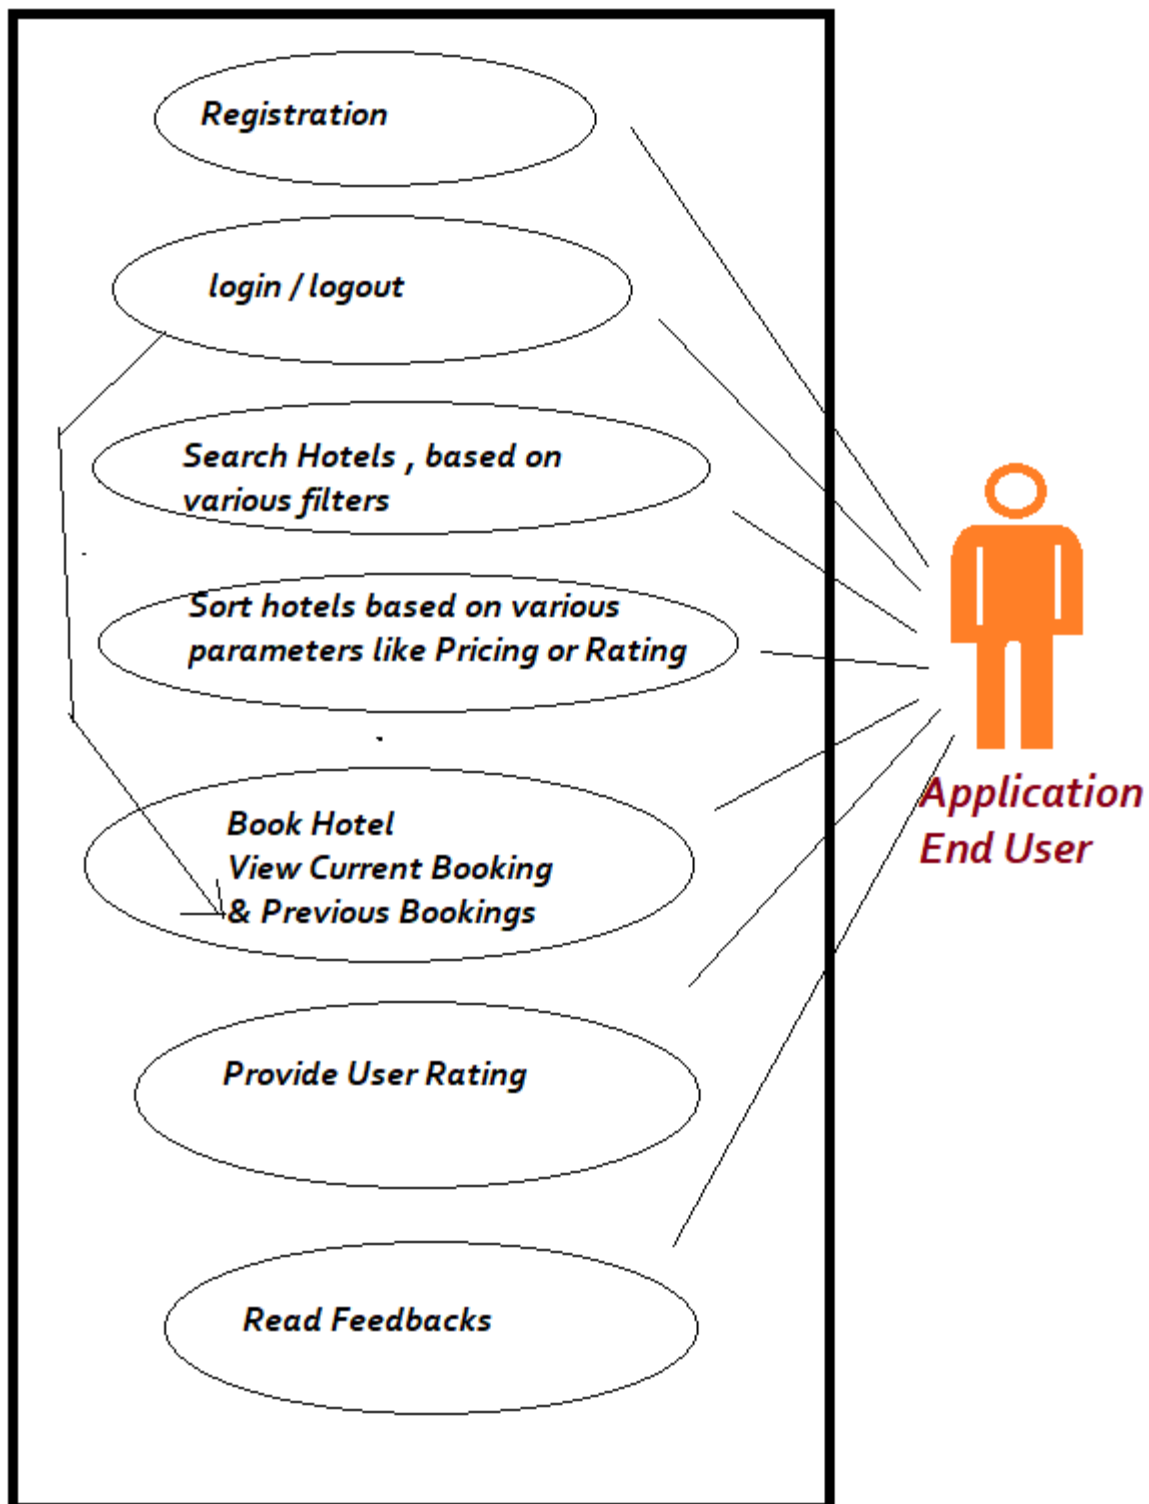 Registration
login / logout
Search Hotels , based on
various filters
Sort hotels based on various
parameters like Pricing or Rating
Book Hotel
View Current Booking
& Previous Bookings
Provide User Rating
Read Feedbacks
Application
End User